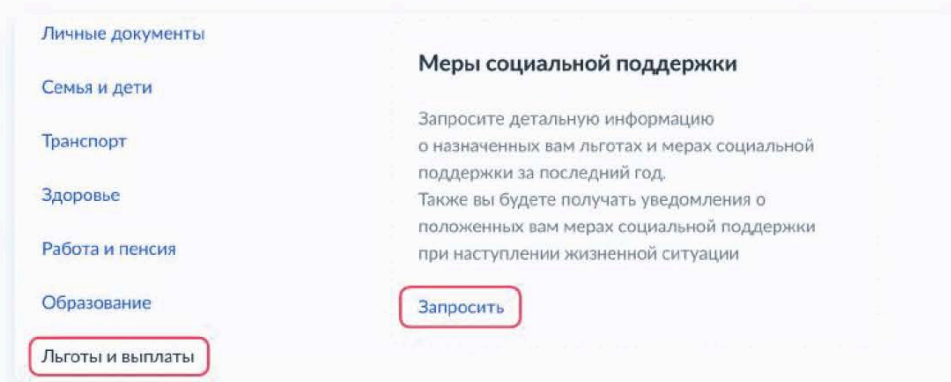 Личные документы
Семья и дети
Транспорт
Здоровье
Работа и пенсия
Образование
Льготы и выплаты
Меры социальной поддержки
Запросите детальную информацию
о назначенных вам льготах и мерах социальной
поддержки за последний год.
Также вы будете получать уведомления о
положенных вам мерах социальной поддержки
при наступлении жизненной ситуации
Запросить